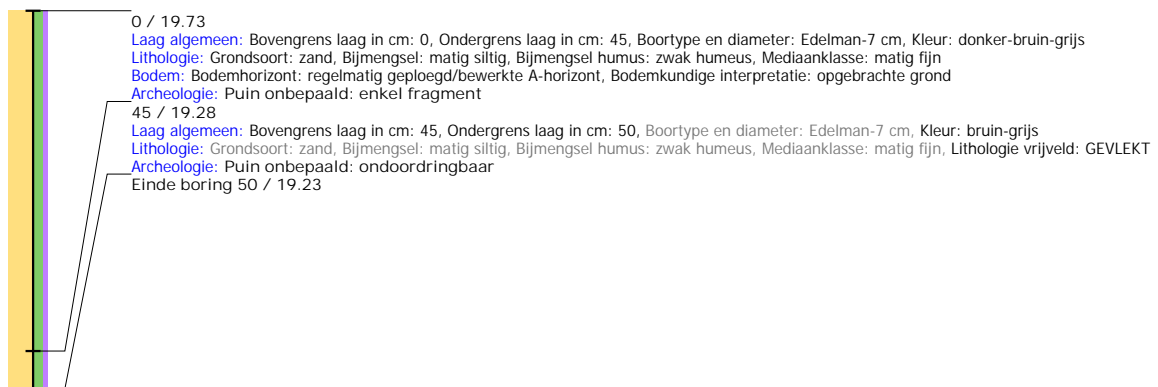 0 / 19.73
Laag algemeen: Bovengrens laag in cm: 0, Ondergrens laag in cm: 45, Boortype en diameter: Edelman-7 cm, Kleur: donker-bruin-grijs
Lithologie: Grondsoort: zand, Bijmengsel: matig siltig, Bijmengsel humus: zwak humeus, Mediaanklasse: matig fijn
Bodem: Bodemhorizont: regelmatig geploegd/bewerkte A-horizont, Bodemkundige interpretatie: opgebrachte grond
Archeologie: Puin onbepaald: enkel fragment
45 / 19.28
Laag algemeen: Bovengrens laag in cm: 45, Ondergrens laag in cm: 50, Boortype en diameter: Edelman-7 cm, Kleur: bruin-grijs
Lithologie: Grondsoort: zand, Bijmengsel: matig siltig, Bijmengsel humus: zwak humeus, Mediaanklasse: matig fijn, Lithologie vrijveld: GEVLEKT
Archeologie: Puin onbepaald: ondoordringbaar
Einde boring 50 / 19.23